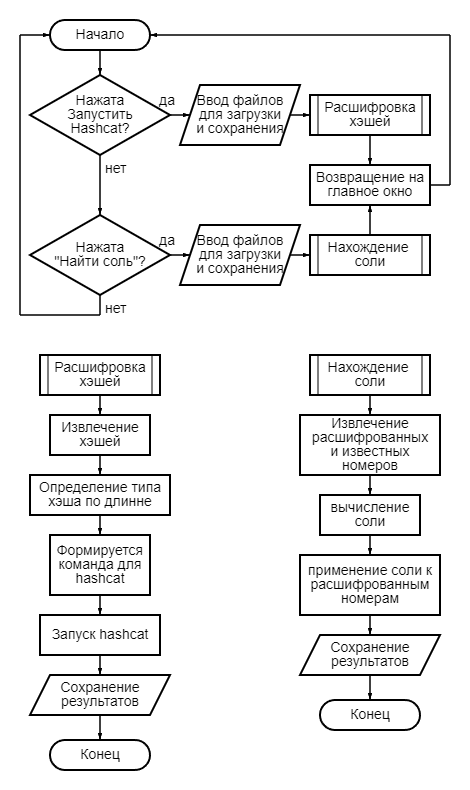 Начало
Нажата
Запустить
Hashcat?
да
Ввод файлов
для загрузки
и сохранения
Расшифровка
хэшей
нет
Возвращение на
главное окно
Нажата
"Найти соль"?
да
Ввод файлов
для загрузки
и сохранения
Нахождение
соли
нет
Расшифровка
хэшей
Извлечение
хэшей
Определение типа
хэша по длинне
Формируется
команда для
hashcat
Запуск hashcat
Сохранение
результатов
Конец
Нахождение
соли
Извлечение
расшифрованных
и известных
номеров
вычисление
соли
применение соли к
расшифрованным
номерам
Сохранение
результатов
Конец